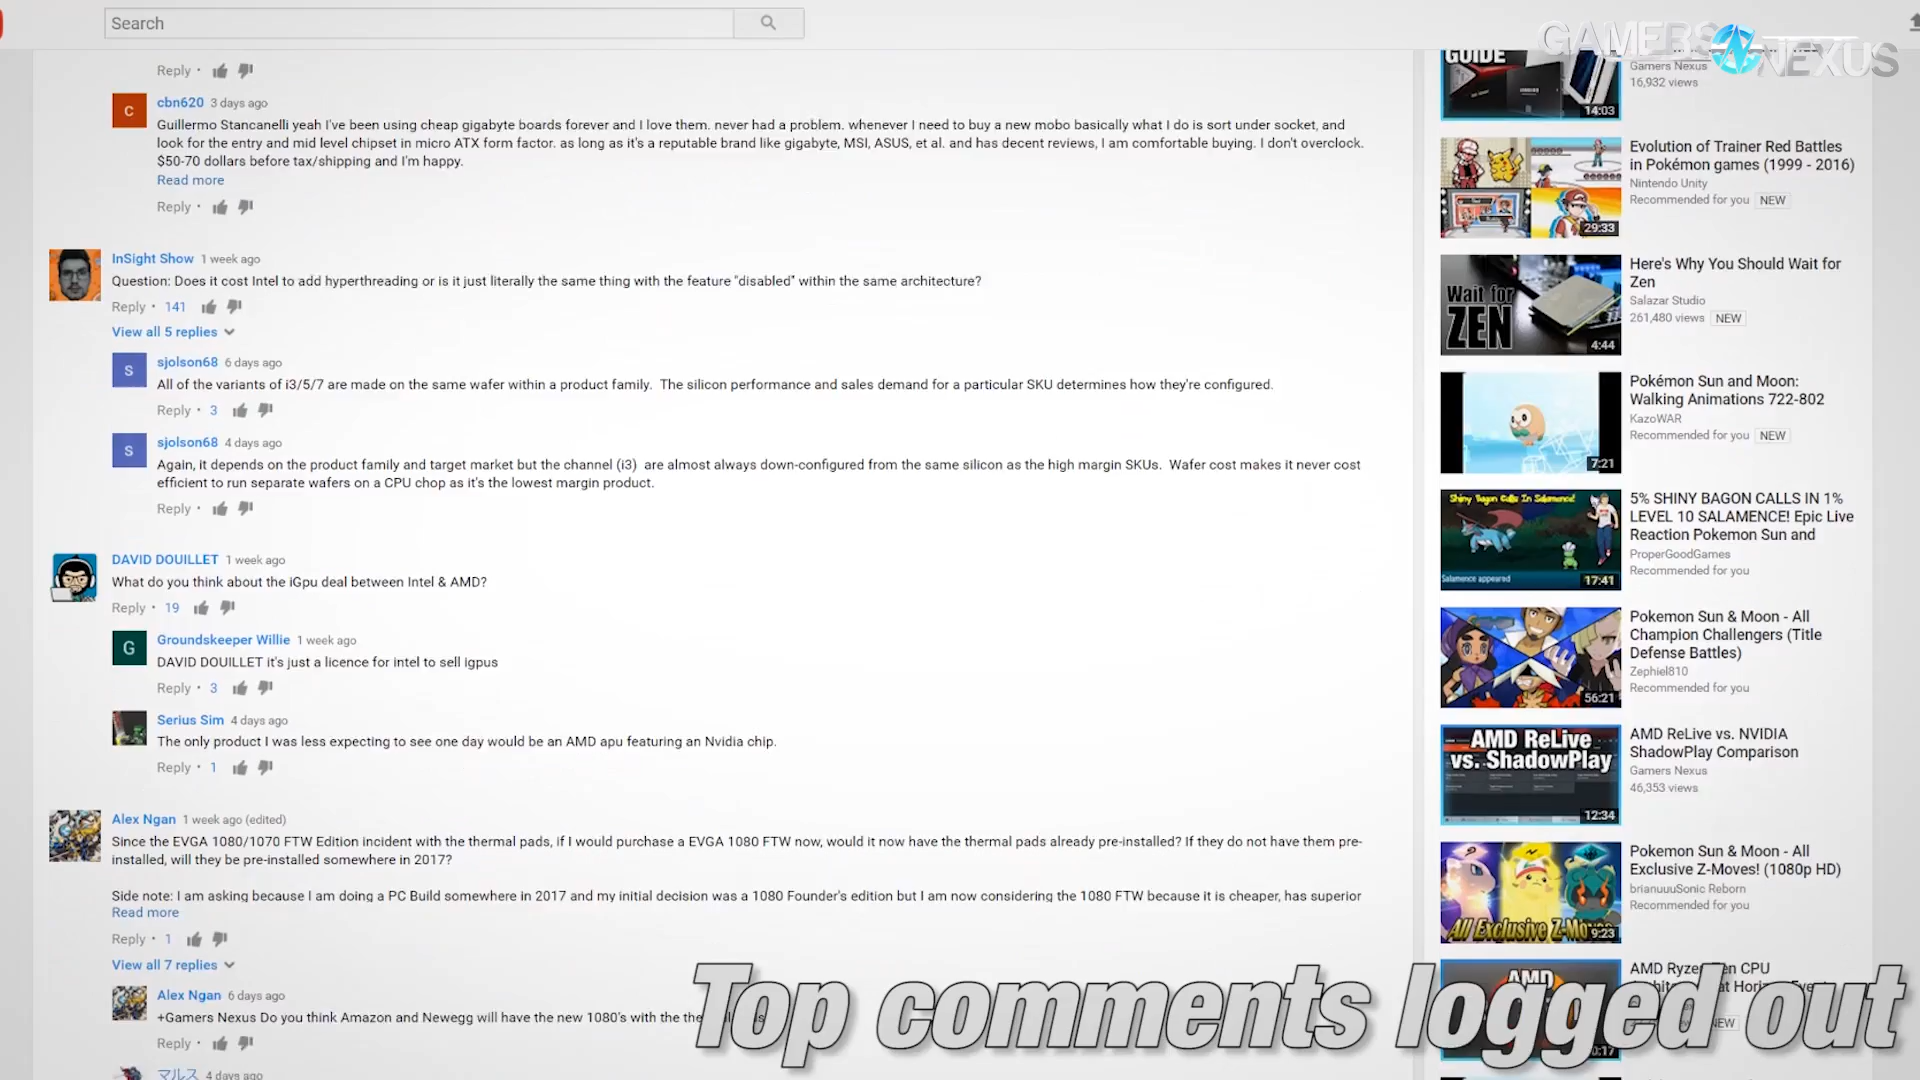 Search
GAMERS NEXUS
Reply •
cbn620 3 days ago
Guillermo Stancanelli yeah I've been using cheap gigabyte boards forever and I love them. never had a problem. whenever I need to buy a new mobo basically what I do is sort under socket, and
look for the entry and mid level chipset in micro ATX form factor. as long as it's a reputable brand like gigabyte, MSI, ASUS, et al. and has decent reviews, I am comfortable buying. I don't overclock.
$50-70 dollars before tax/shipping and I'm happy.
Read more
Reply •
InSight Show 1 week ago
Question: Does it cost Intel to add hyperthreading or is it just literally the same thing with the feature "disabled" within the same architecture?
Reply • 141
View all 5 replies
S
sjolson68 6 days ago
All of the variants of i3/5/7 are made on the same wafer within a product family. The silicon performance and sales demand for a particular SKU determines how they're configured.
Reply • 3
S
sjolson68 4 days ago
Again, it depends on the product family and target market but the channel (i3) are almost always down-configured from the same silicon as the high margin SKUs. Wafer cost makes it never cost
efficient to run separate wafers on a CPU chop as it's the lowest margin product.
Reply •
DAVID DOUILLET 1 week ago
What do you think about the iGpu deal between Intel & AMD?
Reply • 19
G
Groundskeeper Willie 1 week ago
DAVID DOUILLET it's just a licence for intel to sell igpus
Reply • 3
Serius Sim 4 days ago
The only product I was less expecting to see one day would be an AMD apu featuring an Nvidia chip.
Reply • 1
Alex Ngan 1 week ago (edited)
Since the EVGA 1080/1070 FTW Edition incident with the thermal pads, if I would purchase a EVGA 1080 FTW now, would it now have the thermal pads already pre-installed? If they do not have them pre-
installed, will they be pre-installed somewhere in 2017?
Side note: I am asking because I am doing a PC Build somewhere in 2017 and my initial decision was a 1080 Founder's edition but I am now considering the 1080 FTW because it is cheaper, has superior
Read more
Reply • 1
View all 7 replies
Alex Ngan 6 days ago
+Gamers Nexus Do you think Amazon and Newegg will have the new 1080's with the
Reply •
マルス 4 days ago
GUIDE
14:03
Gamers Nexus
16,932 views
29:33
Evolution of Trainer Red Battles
in Pokémon games (1999 - 2016)
Nintendo Unity
Recommended for you NEW
Wait for
ZEN
4:44
Here's Why You Should Wait for
Zen
Salazar Studio
261,480 views NEW
7:21
Pokémon Sun and Moon:
Walking Animations 722-802
KazoWAR
Recommended for you NEW
Shiny Bagon Calls In Salamence!
Salamence appeared
17:41
5% SHINY BAGON CALLS IN 1%
LEVEL 10 SALAMENCE! Epic Live
Reaction Pokemon Sun and
ProperGoodGames
Recommended for you
56:21
Pokemon Sun & Moon - All
Champion Challengers (Title
Defense Battles)
Zephiel810
Recommended for you
AMD ReLive
vs. ShadowPlay
12:34
AMD ReLive vs. NVIDIA
ShadowPlay Comparison
Gamers Nexus
46,353 views
All Exclusive Z-Moves
9:23
Pokemon Sun & Moon - All
Exclusive Z-Moves! (1080p HD)
brianuuuSonic Reborn
Recommended for you
AMD
AMD Ryzen Zen CPU
NEW
Top comments logged out